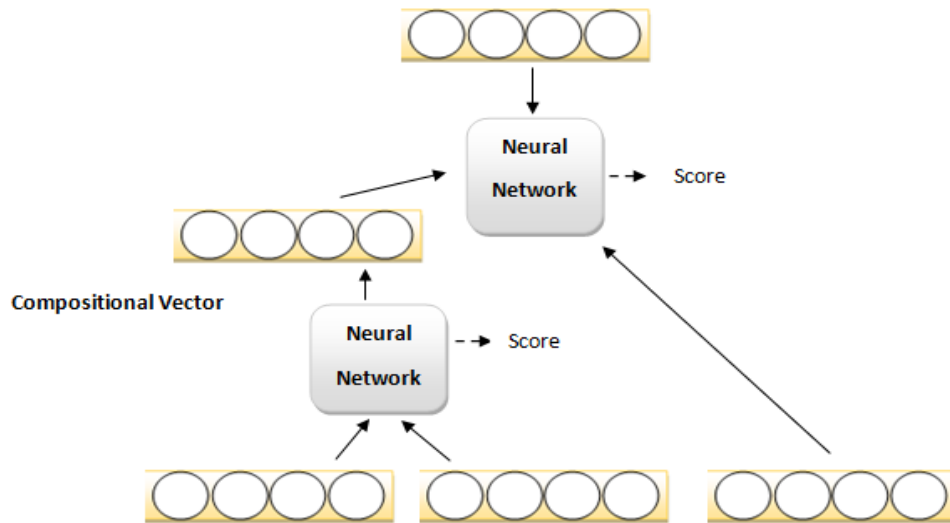 Neural
Network
Score
Compositional Vector
Neural
Network
Score